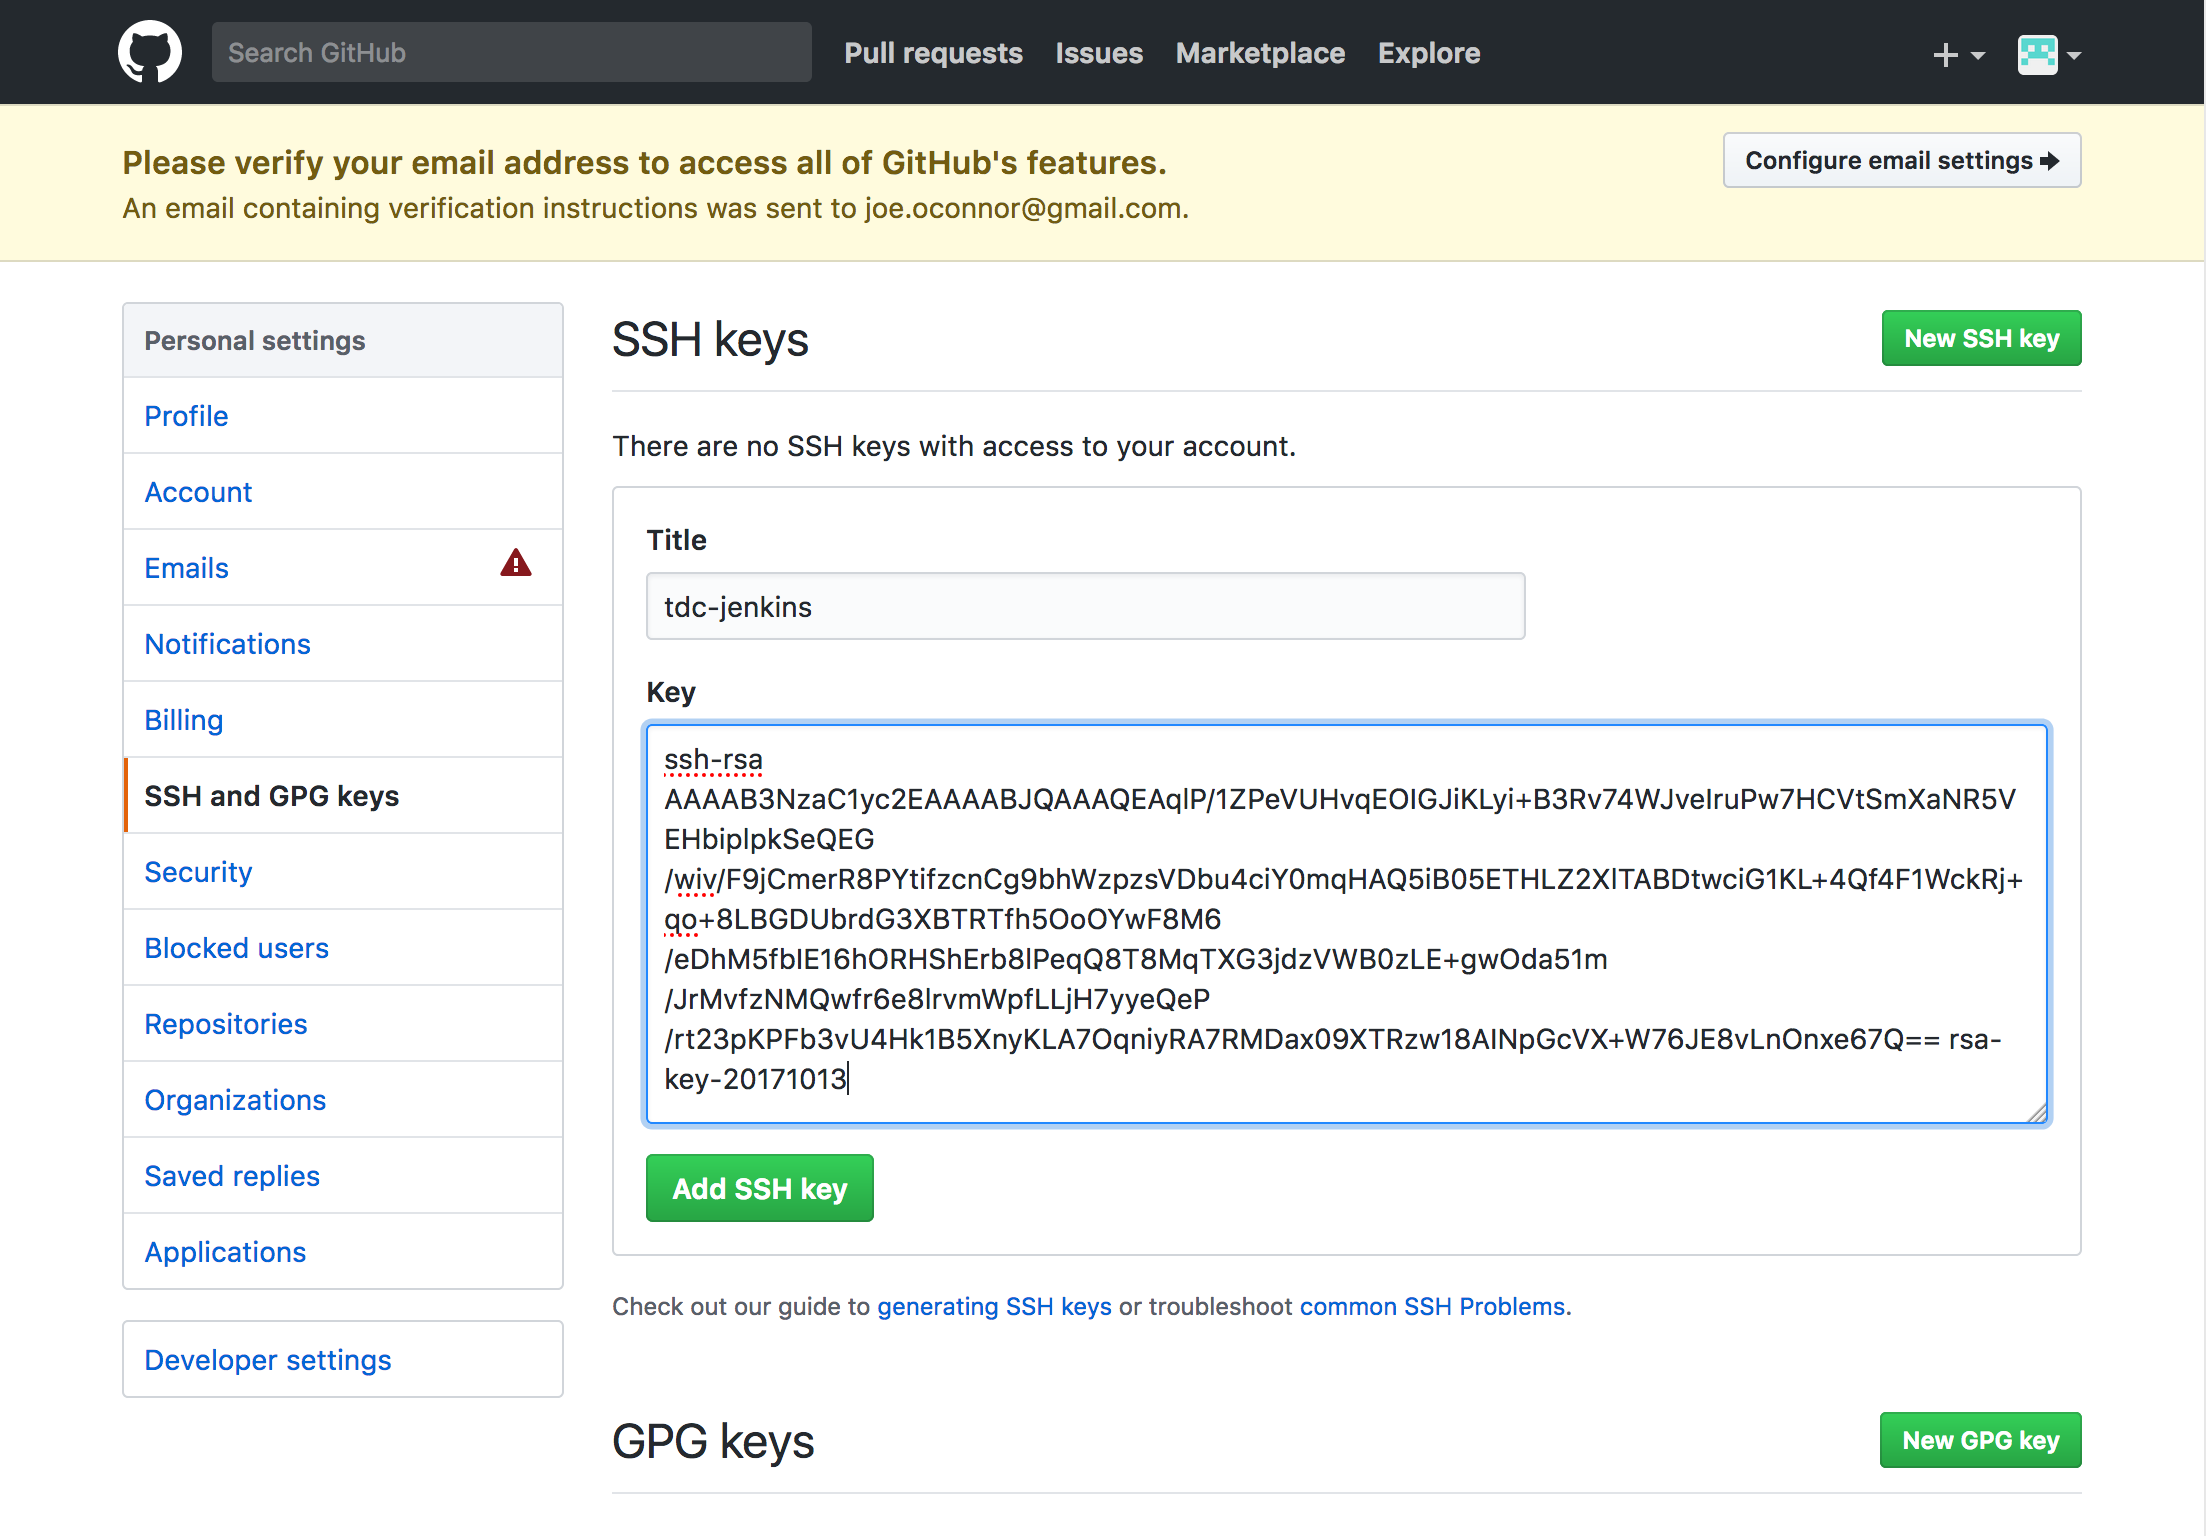 Search GitHub
Pull requests
Issues
Marketplace
Explore
Please verify your email address to access all of GitHub's features.
An email containing verification instructions was sent to joe.oconnor@gmail.com.
Configure email settings
Personal settings
Profile
Account
Emails
Notifications
Billing
SSH and GPG keys
Security
Blocked users
Repositories
Organizations
Saved replies
Applications
Developer settings
SSH keys
New SSH key
There are no SSH keys with access to your account.
Title
tdc-jenkins
Key
ssh-rsa
AAAAB3NzaC1yc2EAAAABJQAAAQEAqlP/1ZPeVUHvqEOIGJiKLyi+B3Rv74WJveIruPw7HCVtSmXaNR5V
EHbiplpkSeQEG
/wiv/F9jCmerR8PYtifzcnCg9bhWzpzsVDbu4ciY0mqHAQ5iB05ETHLZ2XlTABDtwciG1KL+4Qf4F1WckRj+
qo+8LBGDUbrdG3XBTRTfh5OoOYwF8M6
/eDhM5fbIE16hORHShErb8lPeqQ8T8MqTXG3jdzVWB0zLE+gwOda51m
/JrMvfzNMQwfr6e8lrvmWpfLLjH7yyeQeP
/rt23pKPFb3vU4Hk1B5XnyKLA7OqniyRA7RMDax09XTRzw18AINpGcVX+W76JE8vLnOnxe67Q== rsa-
key-20171013
Add SSH key
Check out our guide to generating SSH keys or troubleshoot common SSH Problems.
GPG keys
New GPG key